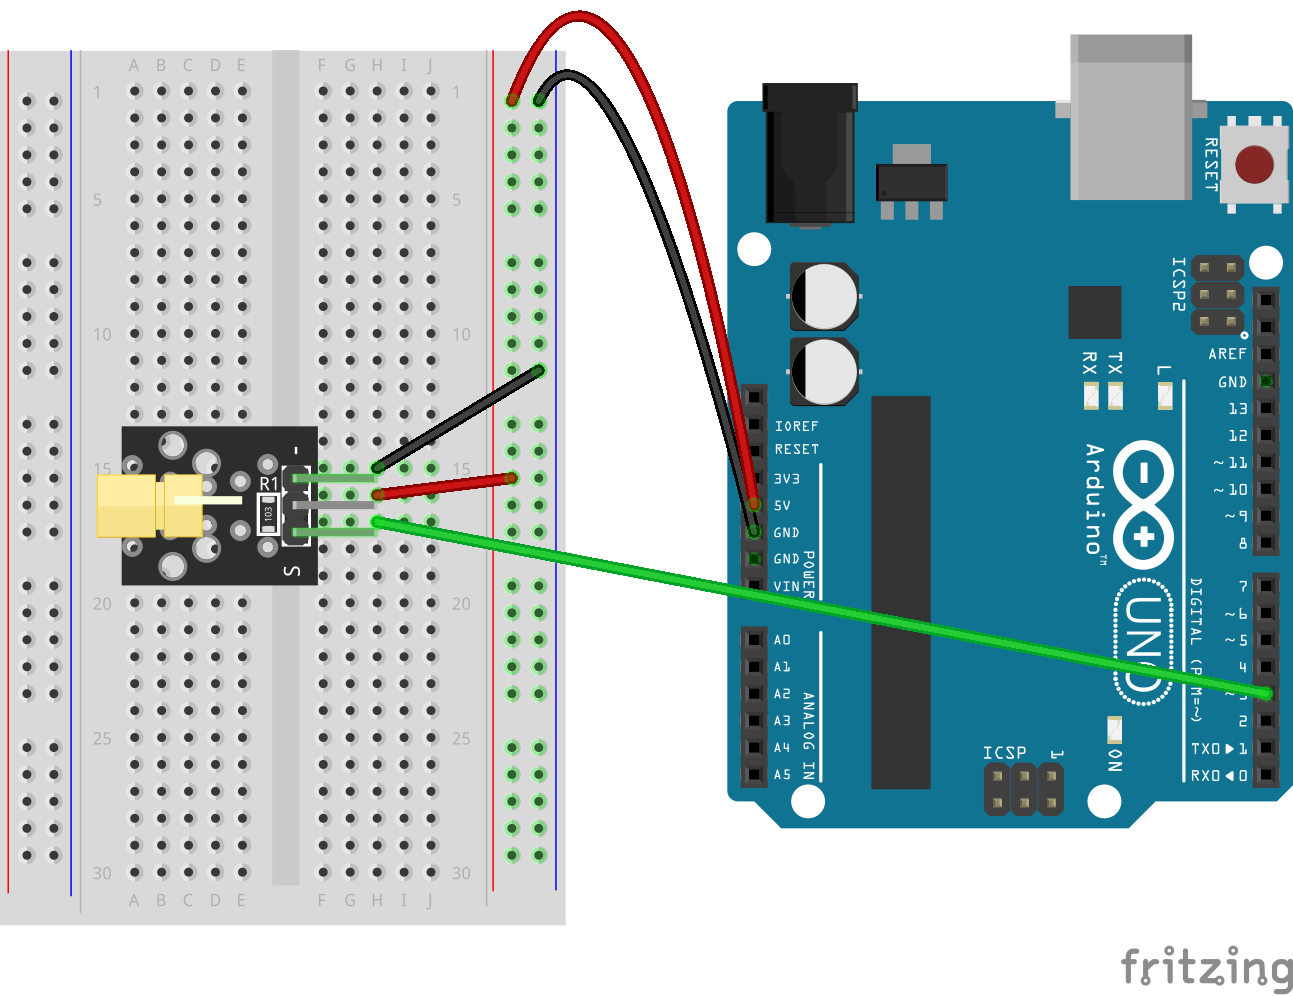 A B C D E F G H I J
1 1
5 5
10 10
15 15
20 20
25 25
30 30
A B C D E F G H I J
-
R1
103
S
RESET
ICSP2
AREF
GND
13
12
~11
~10
~9
8
7
~6
~5
4
~3
2
TX0▶1
RX0◀0
DIGITAL (PWM=~)
RX
TX
L
Arduino™
UNO
ON
ICSP
1
IOREF
RESET
3V3
5V
GND
GND
VIN
POWER
A0
A1
A2
A3
A4
A5
ANALOG IN
fritzing